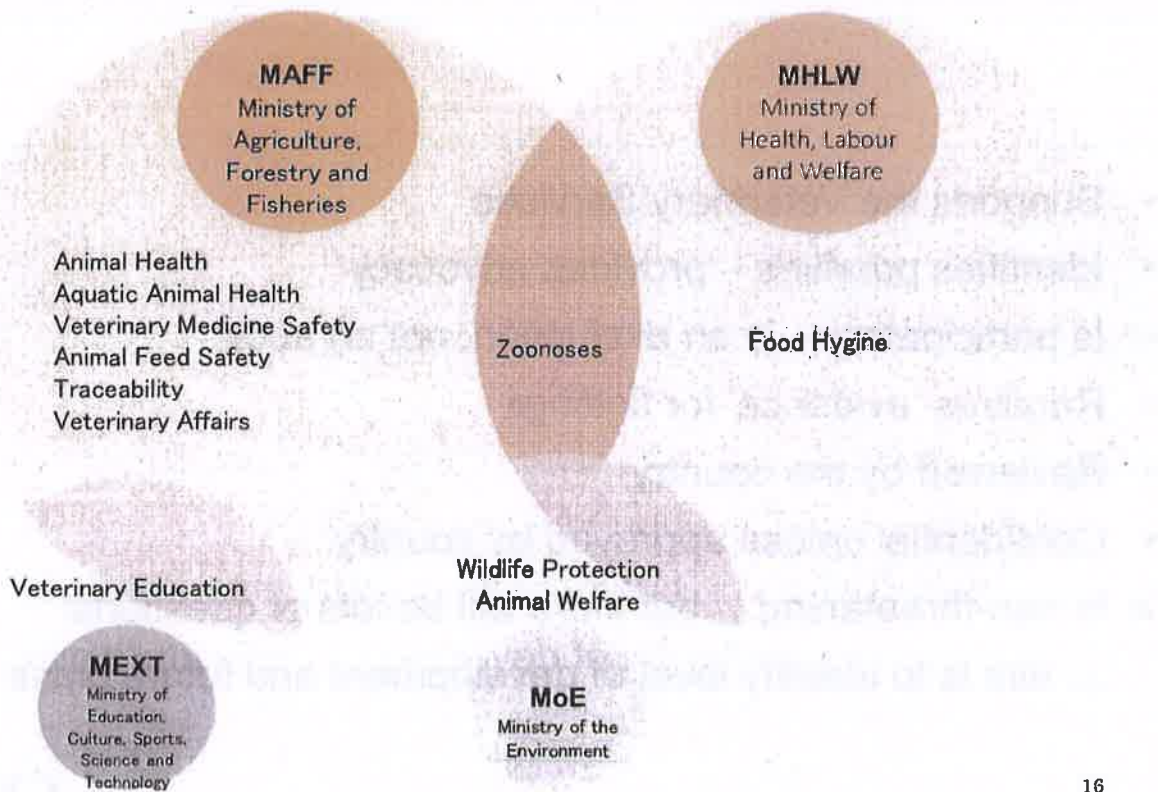 MAFF
Ministry of
Agriculture,
Forestry and
Fisheries
MHLW
Ministry of
Health, Labour
and Welfare
Animal Health
Aquatic Animal Health
Veterinary Medicine Safety
Animal Feed Safety
Traceability
Veterinary Affairs
Zoonoses
Food Hygine
Veterinary Education
Wildlife Protection
Animal Welfare
MEXT
Ministry of
Education,
Culture, Sports,
Science and
Technology
MoE
Ministry of the
Environment
16